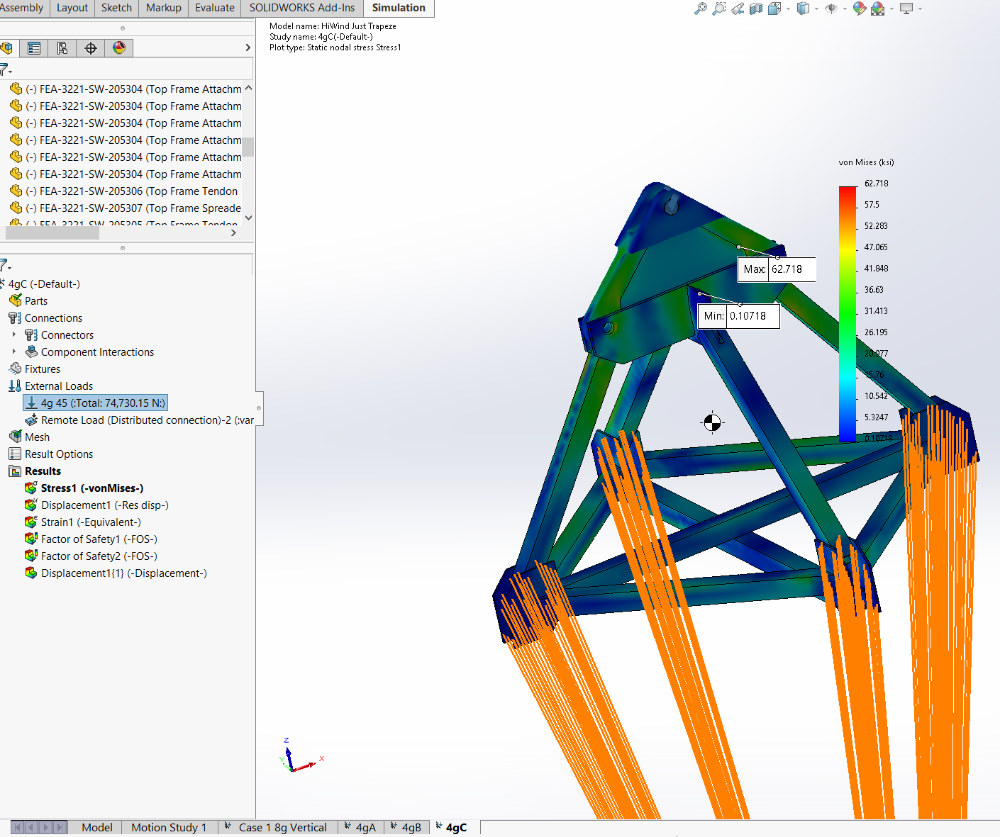 Assembly Layout Sketch Markup Evaluate SOLIDWORKS Add-Ins Simulation
Model name: HiWind Just Trapeze
Study name: 4gC(-Default-)
Plot type: Static nodal stress Stress1
(-) FEA-3221-SW-205304 (Top Frame Attachm
(-) FEA-3221-SW-205304 (Top Frame Attachm
(-) FEA-3221-SW-205304 (Top Frame Attachm
(-) FEA-3221-SW-205304 (Top Frame Attachm
(-) FEA-3221-SW-205304 (Top Frame Attachm
(-) FEA-3221-SW-205304 (Top Frame Attachm
(-) FEA-3221-SW-205306 (Top Frame Tendon
(-) FEA-3221-SW-205307 (Top Frame Spreade
(-) FEA-3221-SW-205305 (Top Frame Tendon
4gC (-Default-)
Parts
Connections
Connectors
Component Interactions
Fixtures
External Loads
4g 45 (:Total: 74,730.15 N:)
Remote Load (Distributed connection)-2 (:var
Mesh
Result Options
Results
Stress1 (-vonMises-)
Displacement1 (-Res disp-)
Strain1 (-Equivalent-)
Factor of Safety1 (-FOS-)
Factor of Safety2 (-FOS-)
Displacement1{1} (-Displacement-)
von Mises (ksi)
62.718
57.5
52.283
47.065
41.848
36.63
31.413
26.195
20.977
15.76
10.542
5.3247
0.10718
Max: 62.718
Min: 0.10718
Z
Y
X
Model Motion Study 1 Case 1 8g Vertical 4gA 4gB 4gC